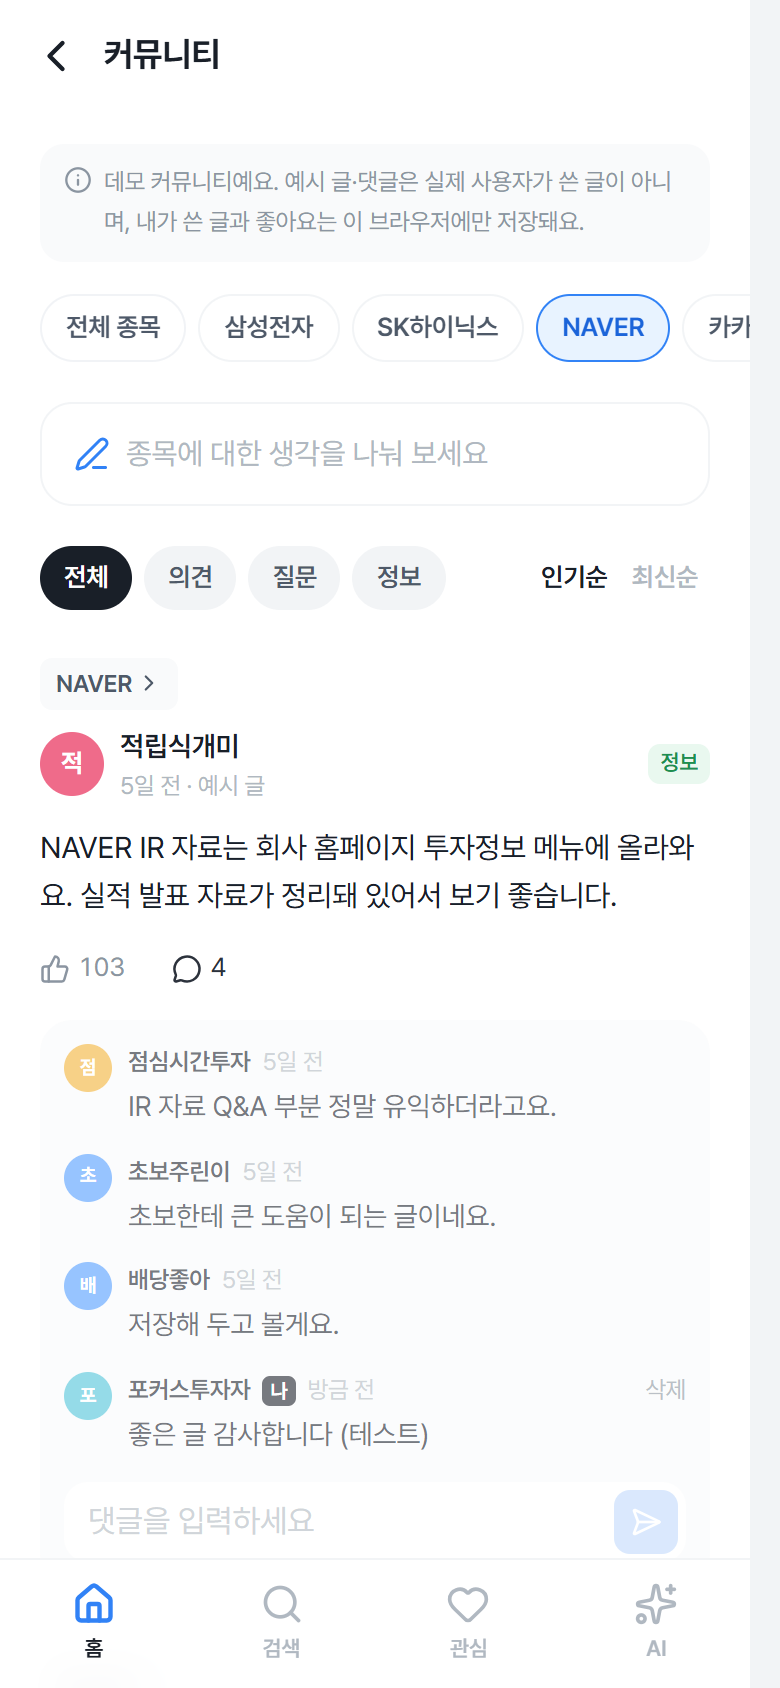 커뮤니티
데모 커뮤니티예요. 예시 글·댓글은 실제 사용자가 쓴 글이 아니
며, 내가 쓴 글과 좋아요는 이 브라우저에만 저장돼요.
전체 종목 삼성전자 SK하이닉스 NAVER 카카
종목에 대한 생각을 나눠 보세요
전체 의견 질문 정보 인기순 최신순
NAVER
적 적립식개미
5일 전 · 예시 글
정보
NAVER IR 자료는 회사 홈페이지 투자정보 메뉴에 올라와
요. 실적 발표 자료가 정리돼 있어서 보기 좋습니다.
103 4
점 점심시간투자 5일 전
IR 자료 Q&A 부분 정말 유익하더라고요.
초 초보주린이 5일 전
초보한테 큰 도움이 되는 글이네요.
배 배당좋아 5일 전
저장해 두고 볼게요.
포 포커스투자자 나 방금 전 삭제
좋은 글 감사합니다 (테스트)
댓글을 입력하세요
홈 검색 관심 AI